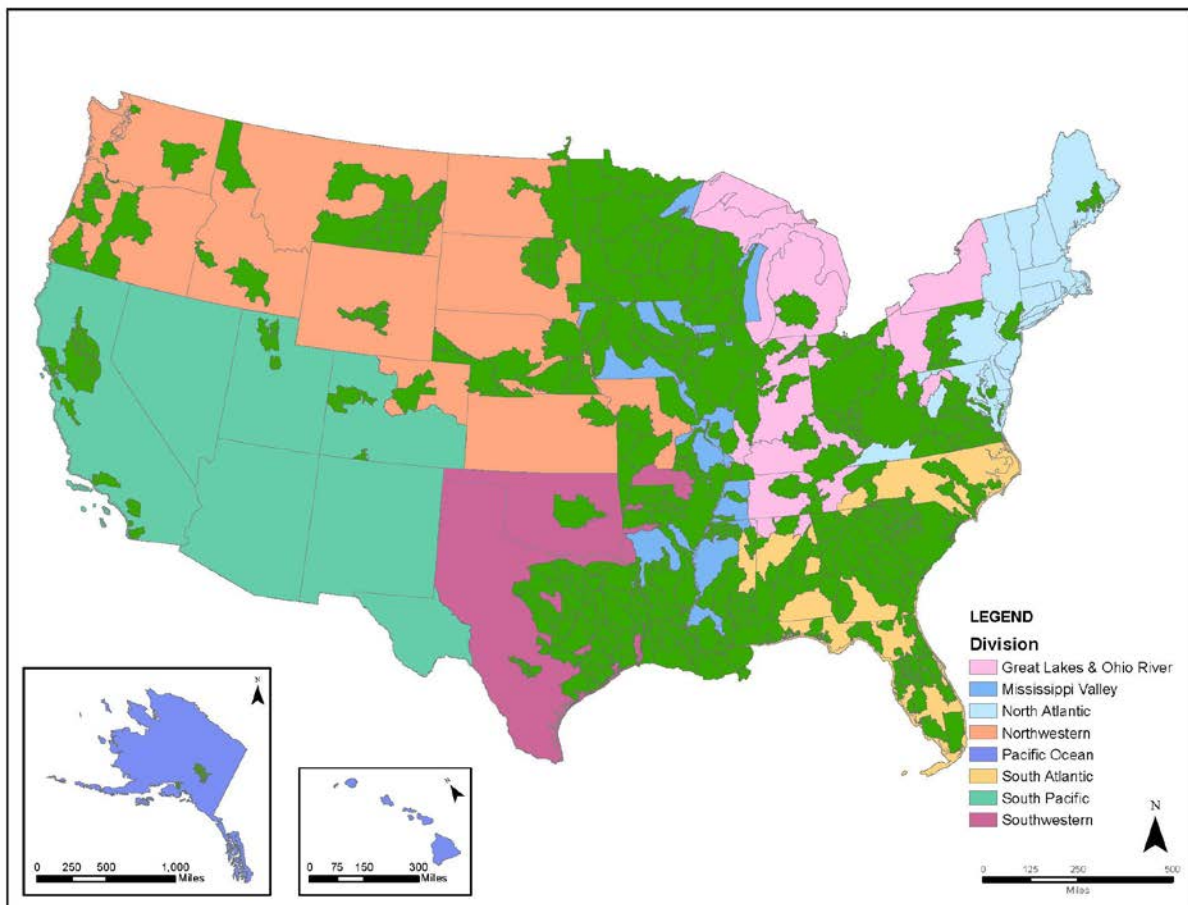 LEGEND
Division
Great Lakes & Ohio River
Mississippi Valley
North Atlantic
Northwestern
Pacific Ocean
South Atlantic
South Pacific
Southwestern
N
0 125 250 500
Miles
N
0 250 500 1,000
Miles
N
0 75 150 300
Miles